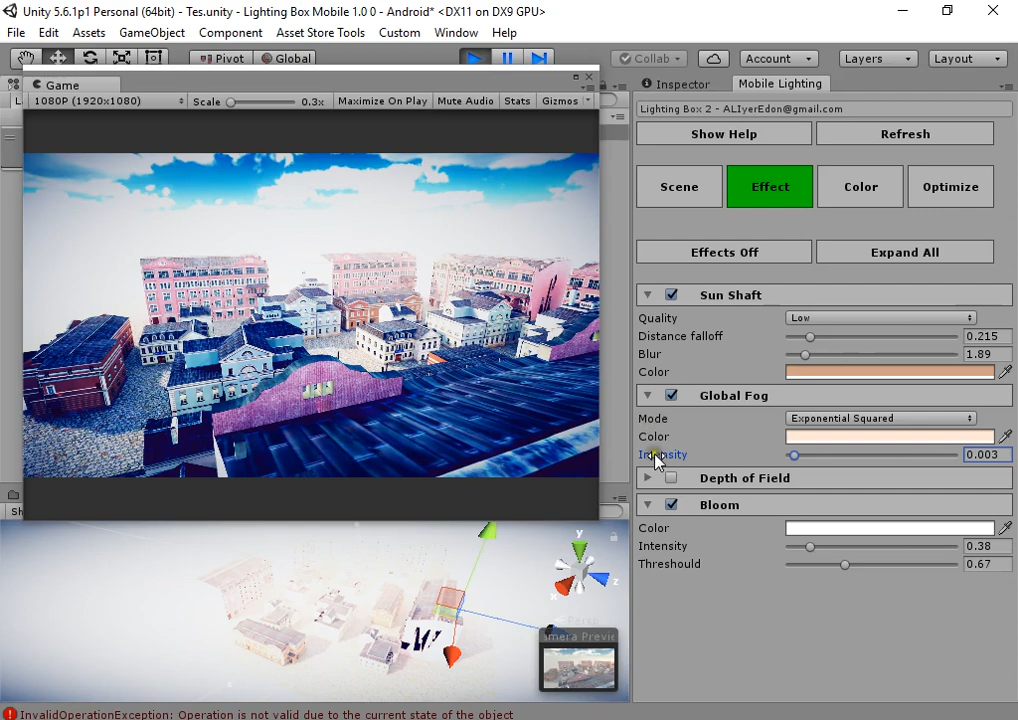 Unity 5.6.1p1 Personal (64bit) - Tes.unity - Lighting Box Mobile 1.0 0 - Android* <DX11 on DX9 GPU>
File Edit Assets GameObject Component Asset Store Tools Custom Window Help
Pivot Global Collab Account Layers Layout
Game
1080P (1920x1080) Scale 0.3x Maximize On Play Mute Audio Stats Gizmos
Inspector Mobile Lighting
Lighting Box 2 - ALIyerEdon@gmail.com
Show Help Refresh
Scene Effect Color Optimize
Effects Off Expand All
Sun Shaft
Quality Low
Distance falloff 0.215
Blur 1.89
Color
Global Fog
Mode Exponential Squared
Color
Intensity 0.003
Depth of Field
Bloom
Color
Intensity 0.38
Threshould 0.67
Sh
y
x
z
Persp
amera Previe
InvalidOperationException: Operation is not valid due to the current state of the object